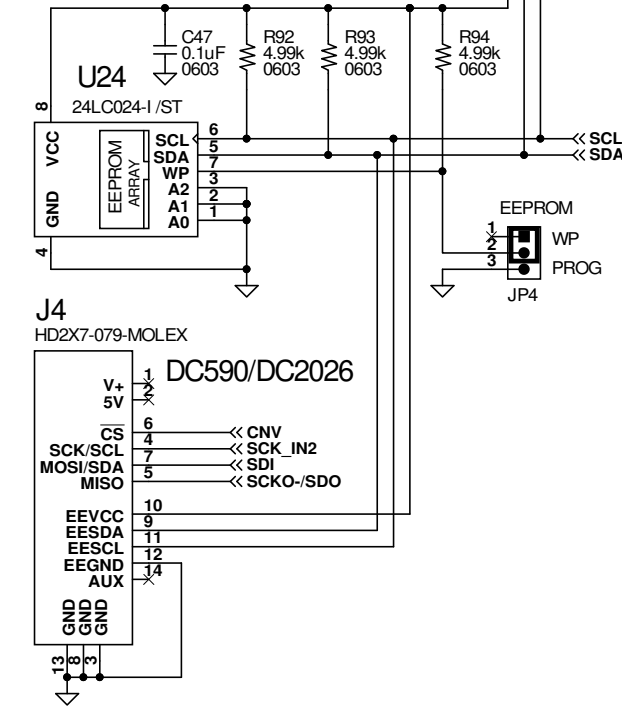 C47
0.1uF
0603
R92
4.99k
0603
R93
4.99k
0603
R94
4.99k
0603
U24
24LC024-I /ST
8
VCC
GND
4
EEPROM
ARRAY
SCL 6
SDA 5
WP 7
A2 3
A1 2
A0 1
SCL
SDA
EEPROM
1 WP
2
3 PROG
JP4
J4
HD2X7-079-MOLEX
DC590/DC2026
V+ 1
5V 2
CS 6 CNV
SCK/SCL 4 SCK_IN2
MOSI/SDA 7 SDI
MISO 5 SCKO-/SDO
EEVCC 10
EESDA 9
EESCL 11
EEGND 12
AUX 14
GND GND GND
13 8 3